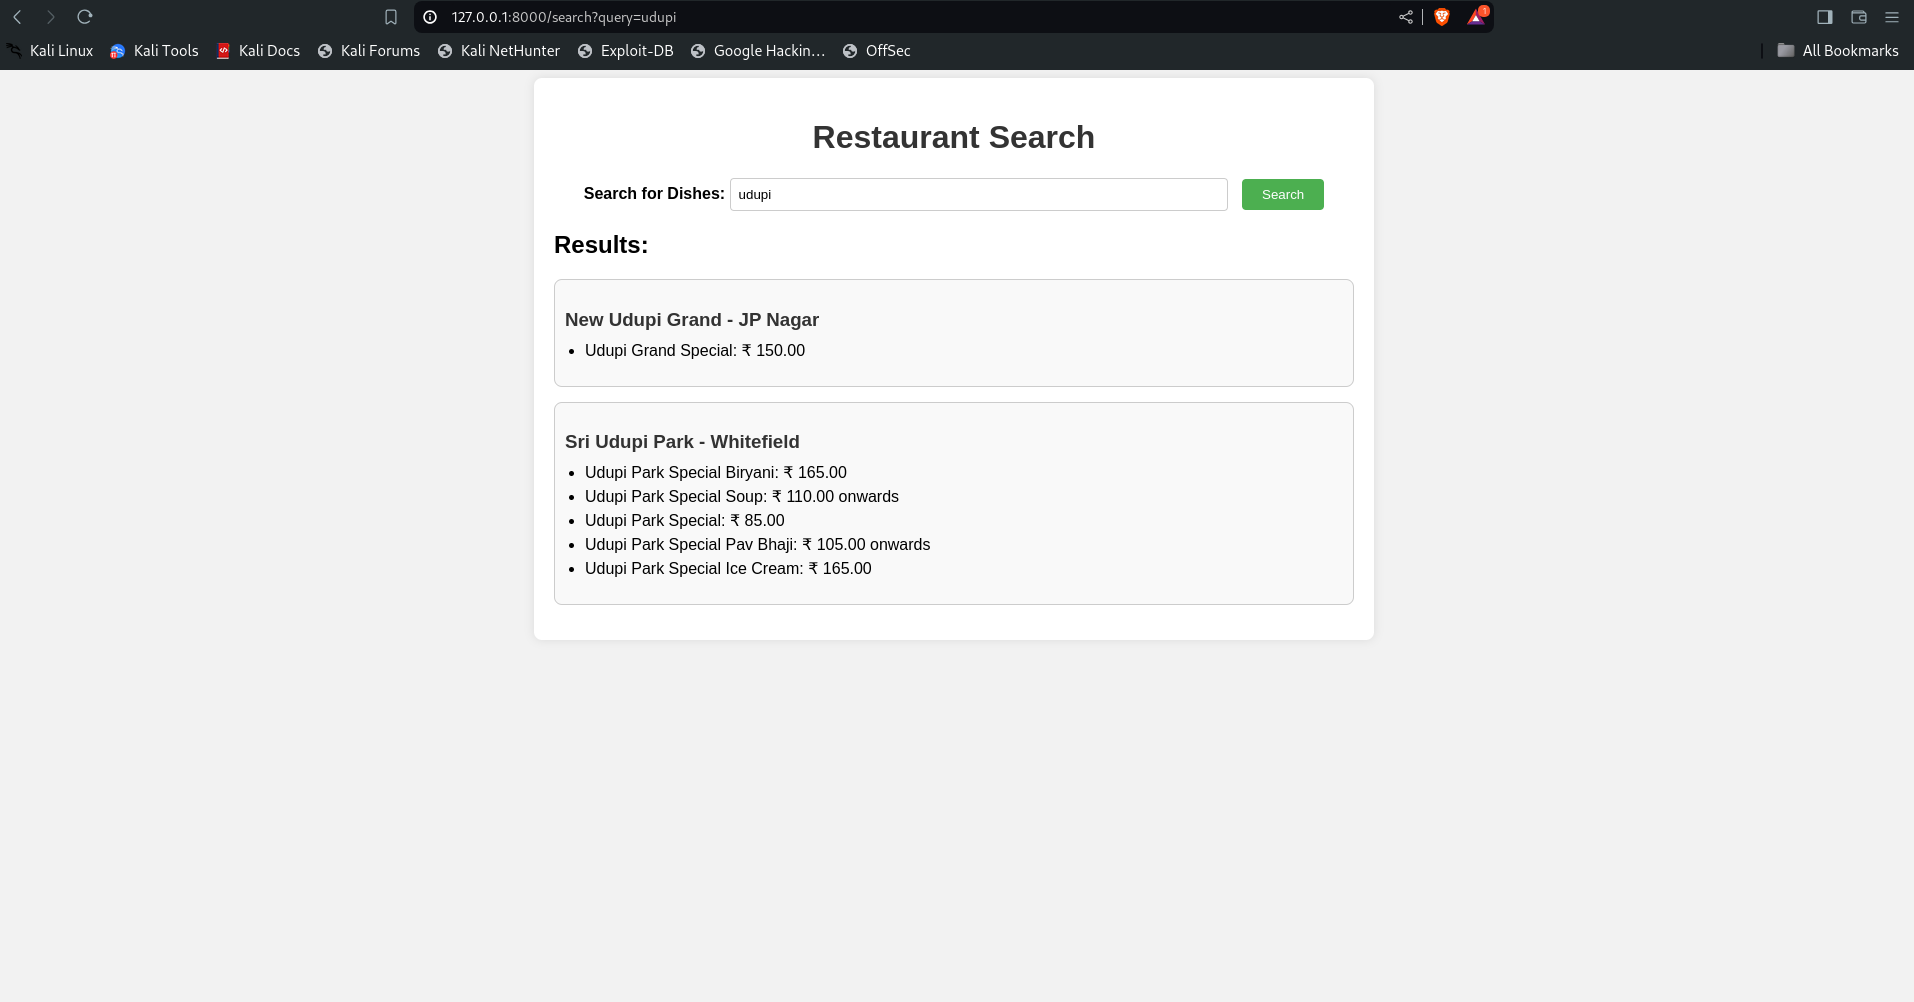 127.0.0.1:8000/search?query=udupi
1
Kali Linux Kali Tools Kali Docs Kali Forums Kali NetHunter Exploit-DB Google Hackin… OffSec All Bookmarks
Restaurant Search
Search for Dishes: udupi Search
Results:
New Udupi Grand - JP Nagar
• Udupi Grand Special: ₹ 150.00
Sri Udupi Park - Whitefield
• Udupi Park Special Biryani: ₹ 165.00
• Udupi Park Special Soup: ₹ 110.00 onwards
• Udupi Park Special: ₹ 85.00
• Udupi Park Special Pav Bhaji: ₹ 105.00 onwards
• Udupi Park Special Ice Cream: ₹ 165.00